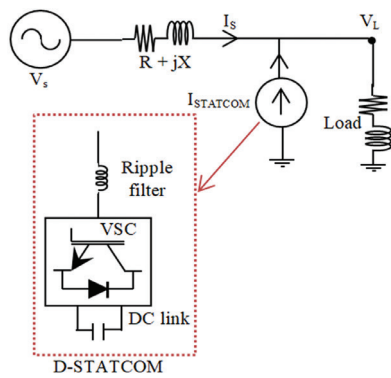 V_s
R + jX
I_S
V_L
I_STATCOM
Load
Ripple
filter
VSC
DC link
D-STATCOM